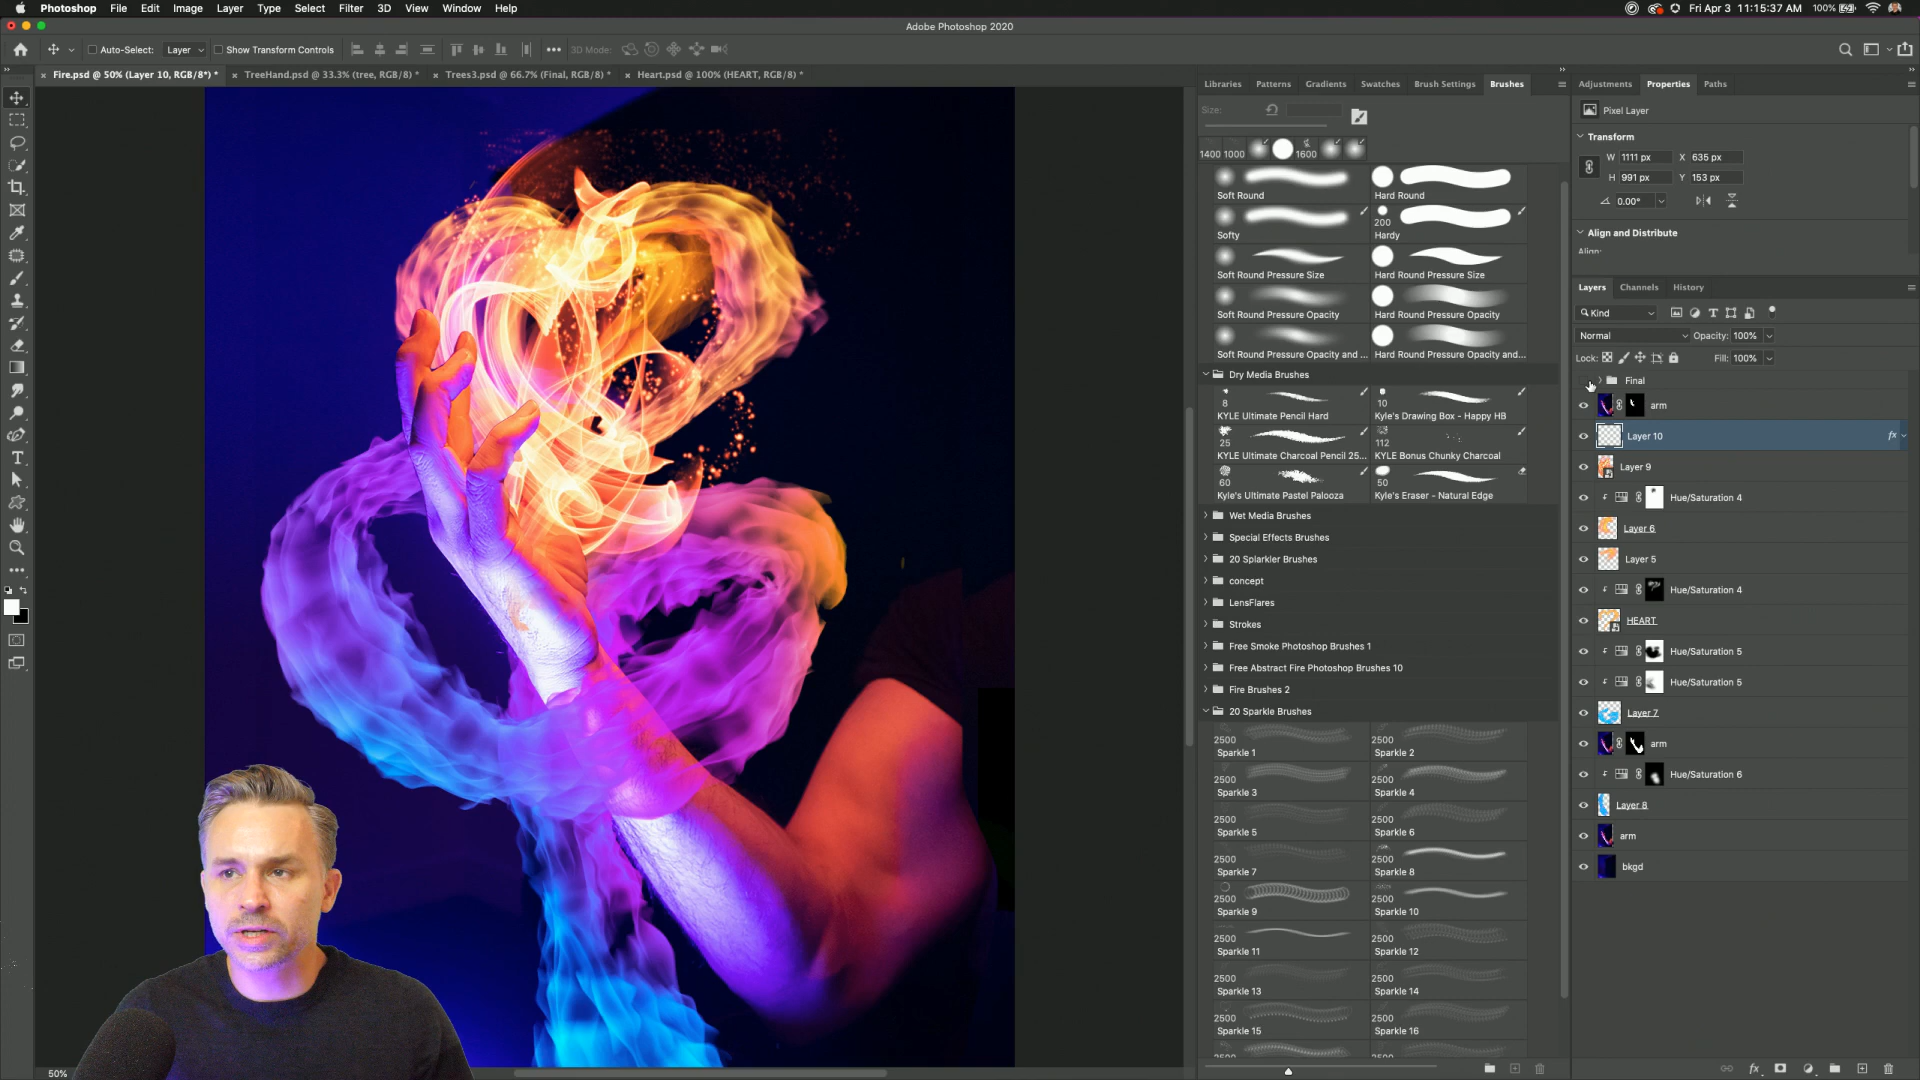 Photoshop File Edit Image Layer Type Select Filter 3D View Window Help
100% Fri Apr 3 11:15:37 AM
Adobe Photoshop 2020
Auto-Select: Layer Show Transform Controls 3D Mode:
Fire.psd @ 50% (Layer 10, RGB/8*) * TreeHand.psd @ 33.3% (tree, RGB/8) * Trees3.psd @ 66.7% (Final, RGB/8) * Heart.psd @ 100% (HEART, RGB/8) *
Libraries Patterns Gradients Swatches Brush Settings Brushes
Size:
1400 1000 1600
Soft Round Hard Round
200
Softy Hardy
Soft Round Pressure Size Hard Round Pressure Size
Soft Round Pressure Opacity Hard Round Pressure Opacity
Soft Round Pressure Opacity and ... Hard Round Pressure Opacity and...
Dry Media Brushes
8 10
KYLE Ultimate Pencil Hard Kyle's Drawing Box - Happy HB
25 112
KYLE Ultimate Charcoal Pencil 25... KYLE Bonus Chunky Charcoal
60 50
Kyle's Ultimate Pastel Palooza Kyle's Eraser - Natural Edge
Wet Media Brushes
Special Effects Brushes
20 Splarkler Brushes
concept
LensFlares
Strokes
Free Smoke Photoshop Brushes 1
Free Abstract Fire Photoshop Brushes 10
Fire Brushes 2
20 Sparkle Brushes
2500 2500
Sparkle 1 Sparkle 2
2500 2500
Sparkle 3 Sparkle 4
2500 2500
Sparkle 5 Sparkle 6
2500 2500
Sparkle 7 Sparkle 8
2500 2500
Sparkle 9 Sparkle 10
2500 2500
Sparkle 11 Sparkle 12
2500 2500
Sparkle 13 Sparkle 14
2500 2500
Sparkle 15 Sparkle 16
2500 2500
Adjustments Properties Paths
Pixel Layer
Transform
W 1111 px X 635 px
H 991 px Y 153 px
0.00°
Align and Distribute
Align:
Layers Channels History
Kind
Normal Opacity: 100%
Lock: Fill: 100%
Final
arm
Layer 10 fx
Layer 9
Hue/Saturation 4
Layer 6
Layer 5
Hue/Saturation 4
HEART
Hue/Saturation 5
Hue/Saturation 5
Layer 7
arm
Hue/Saturation 6
Layer 8
arm
bkgd
50%
fx